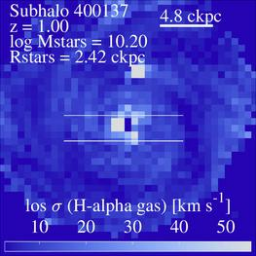 Subhalo 400137
4.8 ckpc
z = 1.00
log Mstars = 10.20
Rstars = 2.42 ckpc
los σ (H-alpha gas) [km s⁻¹]
10 20 30 40 50